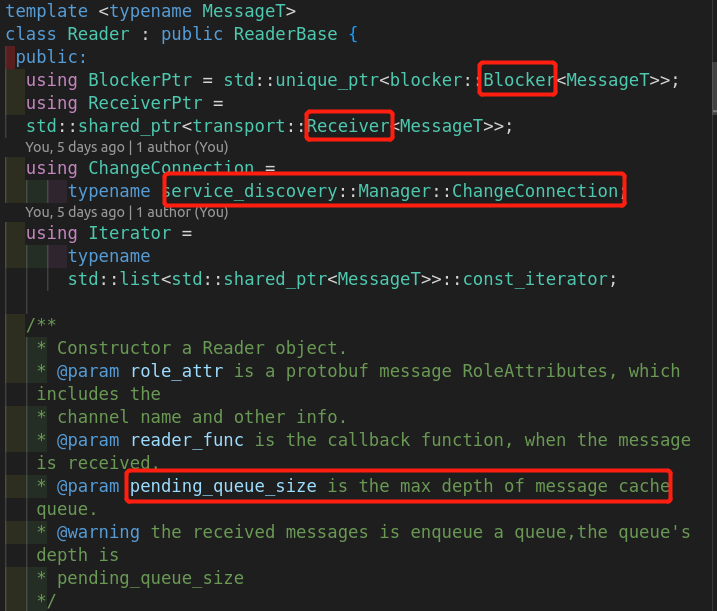 template <typename MessageT>
class Reader : public ReaderBase {
public:
using BlockerPtr = std::unique_ptr<blocker::Blocker<MessageT>>;
using ReceiverPtr =
std::shared_ptr<transport::Receiver<MessageT>>;
You, 5 days ago | 1 author (You)
using ChangeConnection =
typename service_discovery::Manager::ChangeConnection;
You, 5 days ago | 1 author (You)
using Iterator =
typename
std::list<std::shared_ptr<MessageT>>::const_iterator;
/**
* Constructor a Reader object.
* @param role_attr is a protobuf message RoleAttributes, which
includes the
* channel name and other info.
* @param reader_func is the callback function, when the message
is received.
* @param pending_queue_size is the max depth of message cache
queue.
* @warning the received messages is enqueue a queue,the queue's
depth is
* pending_queue_size
*/